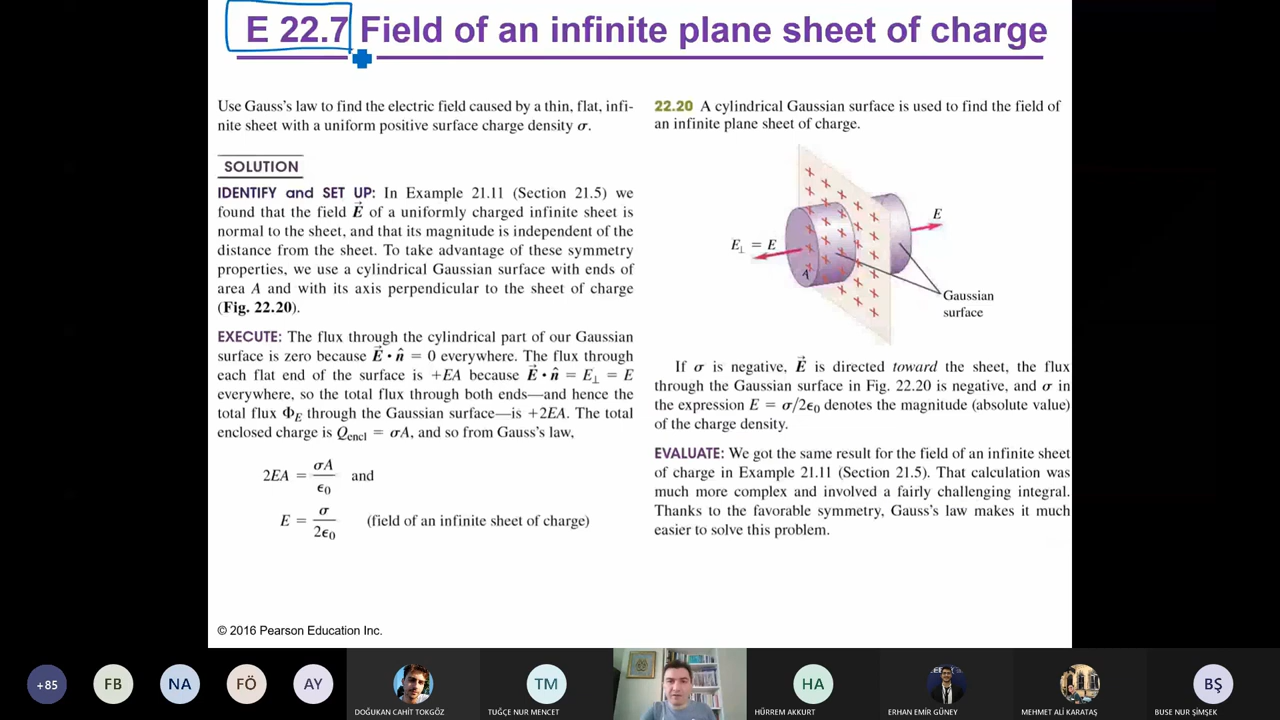 E 22.7 Field of an infinite plane sheet of charge
Use Gauss's law to find the electric field caused by a thin, flat, infi-
nite sheet with a uniform positive surface charge density σ.
SOLUTION
IDENTIFY and SET UP: In Example 21.11 (Section 21.5) we
found that the field E⃗ of a uniformly charged infinite sheet is
normal to the sheet, and that its magnitude is independent of the
distance from the sheet. To take advantage of these symmetry
properties, we use a cylindrical Gaussian surface with ends of
area A and with its axis perpendicular to the sheet of charge
(Fig. 22.20).
EXECUTE: The flux through the cylindrical part of our Gaussian
surface is zero because E⃗ • n̂ = 0 everywhere. The flux through
each flat end of the surface is +EA because E⃗ • n̂ = E⊥ = E
everywhere, so the total flux through both ends—and hence the
total flux Φ_E through the Gaussian surface—is +2EA. The total
enclosed charge is Q_encl = σA, and so from Gauss's law,
2EA = σA/ϵ0 and
E = σ/2ϵ0 (field of an infinite sheet of charge)
22.20 A cylindrical Gaussian surface is used to find the field of
an infinite plane sheet of charge.
E
E⊥ = E
A
Gaussian
surface
If σ is negative, E⃗ is directed toward the sheet, the flux
through the Gaussian surface in Fig. 22.20 is negative, and σ in
the expression E = σ/2ϵ0 denotes the magnitude (absolute value)
of the charge density.
EVALUATE: We got the same result for the field of an infinite sheet
of charge in Example 21.11 (Section 21.5). That calculation was
much more complex and involved a fairly challenging integral.
Thanks to the favorable symmetry, Gauss's law makes it much
easier to solve this problem.
© 2016 Pearson Education Inc.
+85
FB
NA
FÖ
AY
TM
HA
BŞ
DOĞUKAN CAHİT TOKGÖZ
TUĞÇE NUR MENCET
HÜRREM AKKURT
ERHAN EMİR GÜNEY
MEHMET ALİ KARATAŞ
BUSE NUR ŞİMŞEK